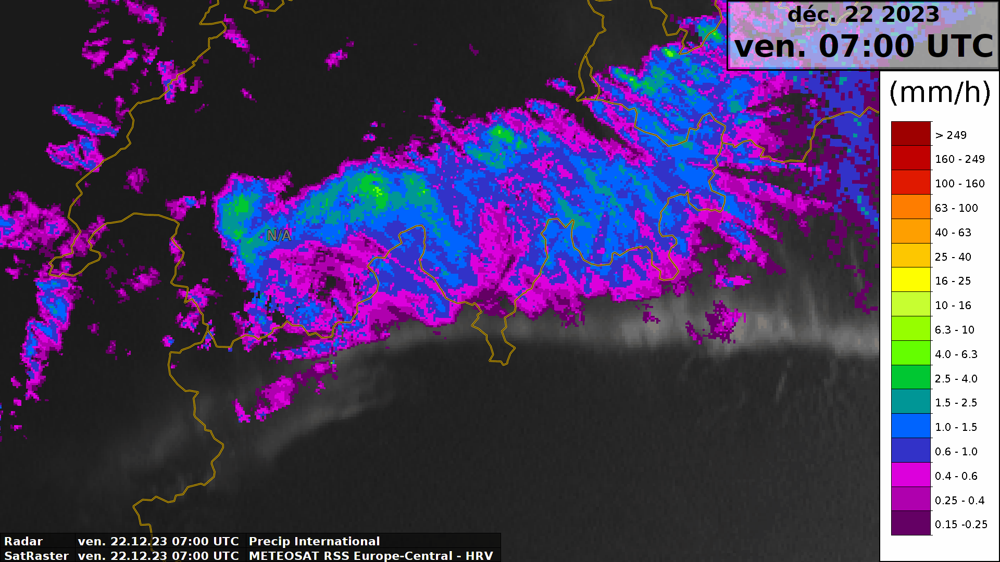 déc. 22 2023
ven. 07:00 UTC
(mm/h)
> 249
160 - 249
100 - 160
63 - 100
40 - 63
25 - 40
16 - 25
10 - 16
6.3 - 10
4.0 - 6.3
2.5 - 4.0
1.5 - 2.5
1.0 - 1.5
0.6 - 1.0
0.4 - 0.6
0.25 - 0.4
0.15 -0.25
N/A
Radar ven. 22.12.23 07:00 UTC Precip International
SatRaster ven. 22.12.23 07:00 UTC METEOSAT RSS Europe-Central - HRV